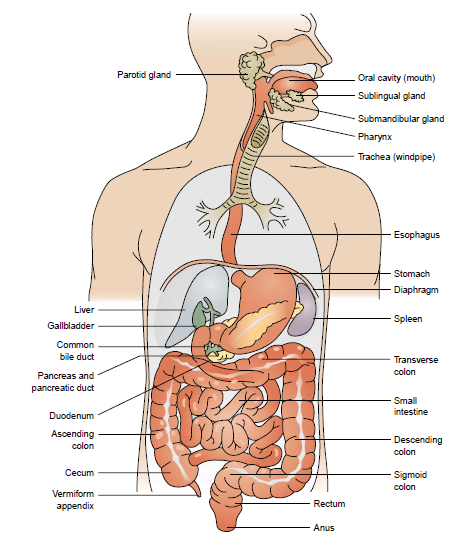 Parotid gland
Oral cavity (mouth)
Sublingual gland
Submandibular gland
Pharynx
Trachea (windpipe)
Esophagus
Stomach
Diaphragm
Liver
Spleen
Gallbladder
Common
bile duct
Transverse
colon
Pancreas and
pancreatic duct
Small
intestine
Duodenum
Ascending
colon
Descending
colon
Cecum
Sigmoid
colon
Vermiform
appendix
Rectum
Anus